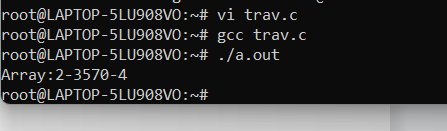 root@LAPTOP-5LU908VO:~# vi trav.c
root@LAPTOP-5LU908VO:~# gcc trav.c
root@LAPTOP-5LU908VO:~# ./a.out
Array:2-3570-4
root@LAPTOP-5LU908VO:~#